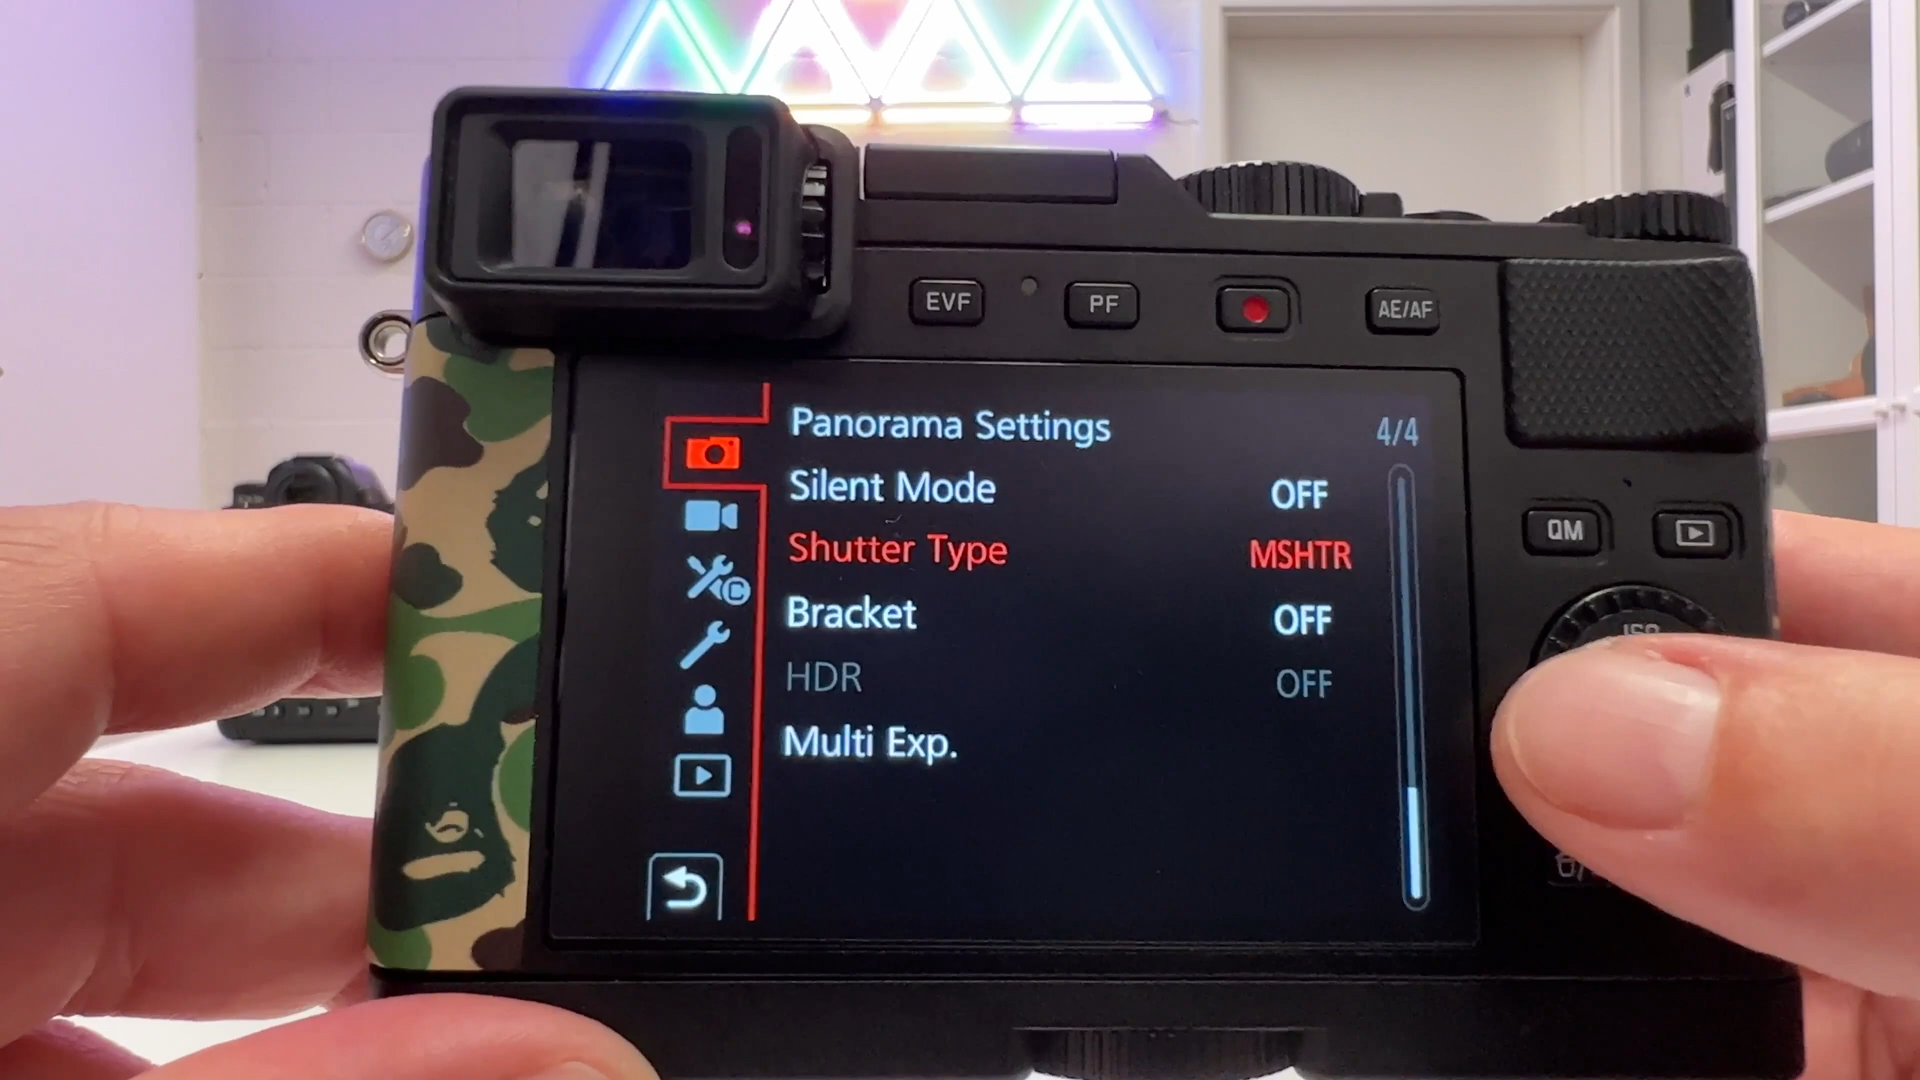 EVF
PF
AE/AF
Panorama Settings 4/4
Silent Mode OFF
Shutter Type MSHTR
Bracket OFF
HDR OFF
Multi Exp.
C
QM